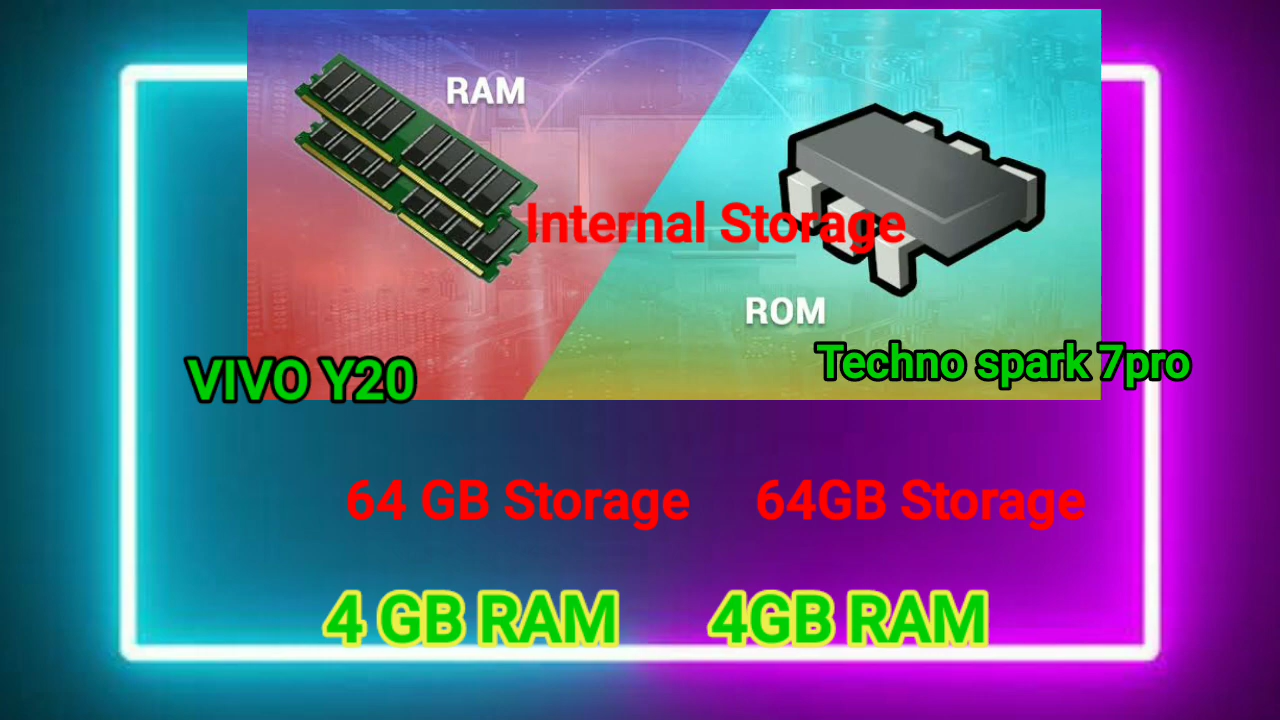 RAM
Internal Storage
ROM
VIVO Y20
Techno spark 7pro
64 GB Storage
64GB Storage
4 GB RAM
4GB RAM